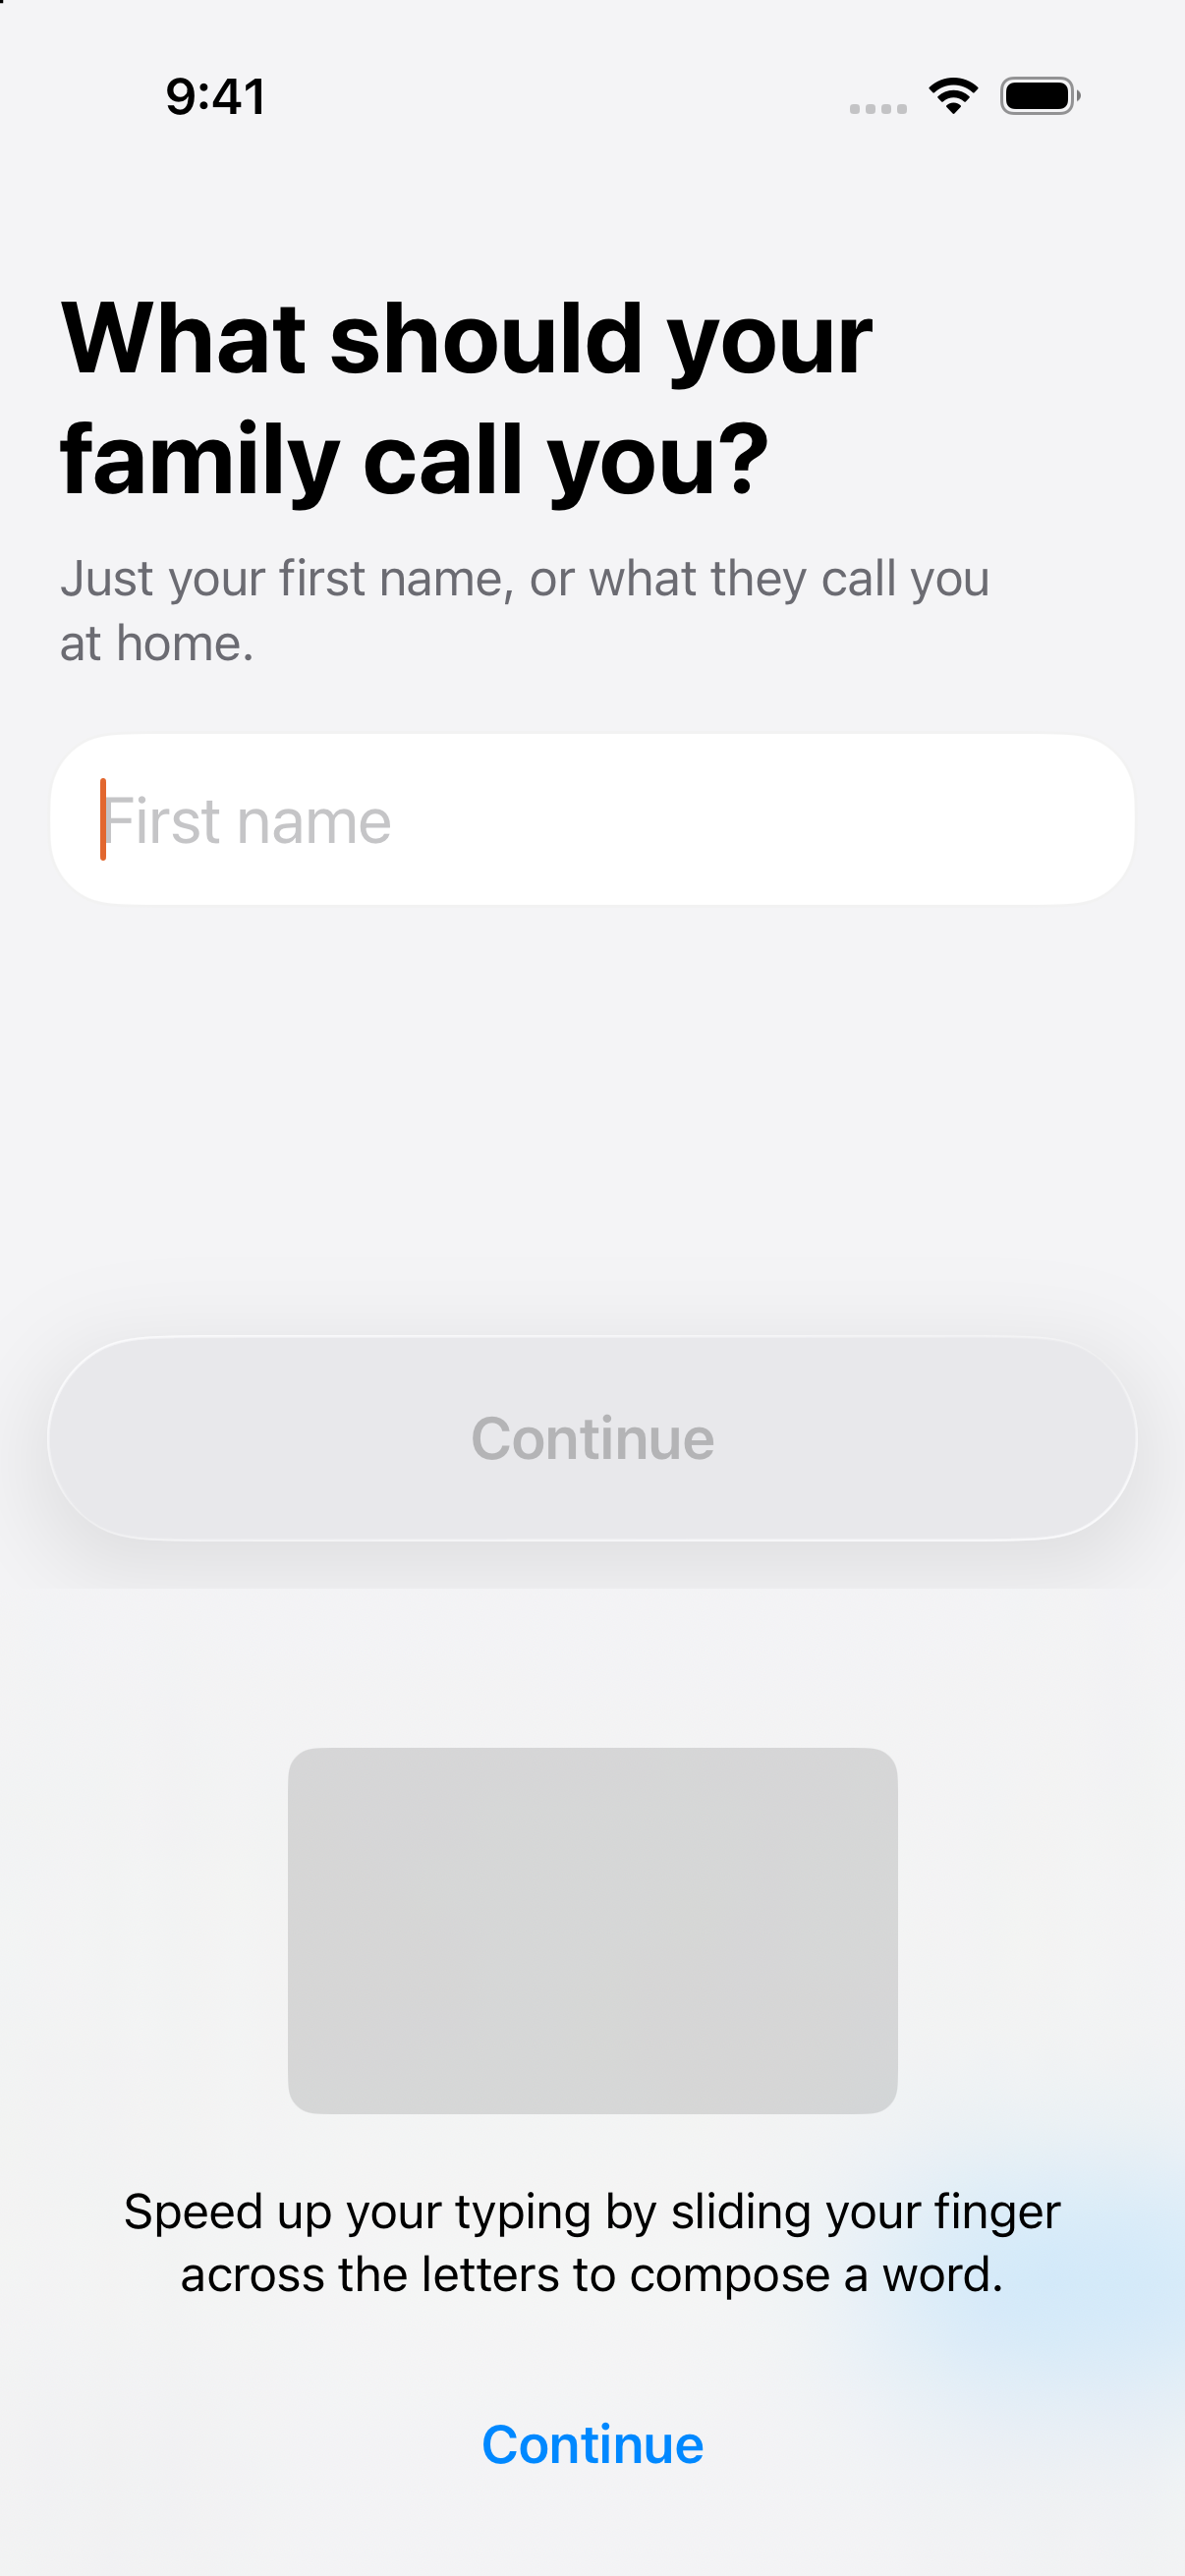 9:41
What should your
family call you?
Just your first name, or what they call you
at home.
First name
Continue
Speed up your typing by sliding your finger
across the letters to compose a word.
Continue